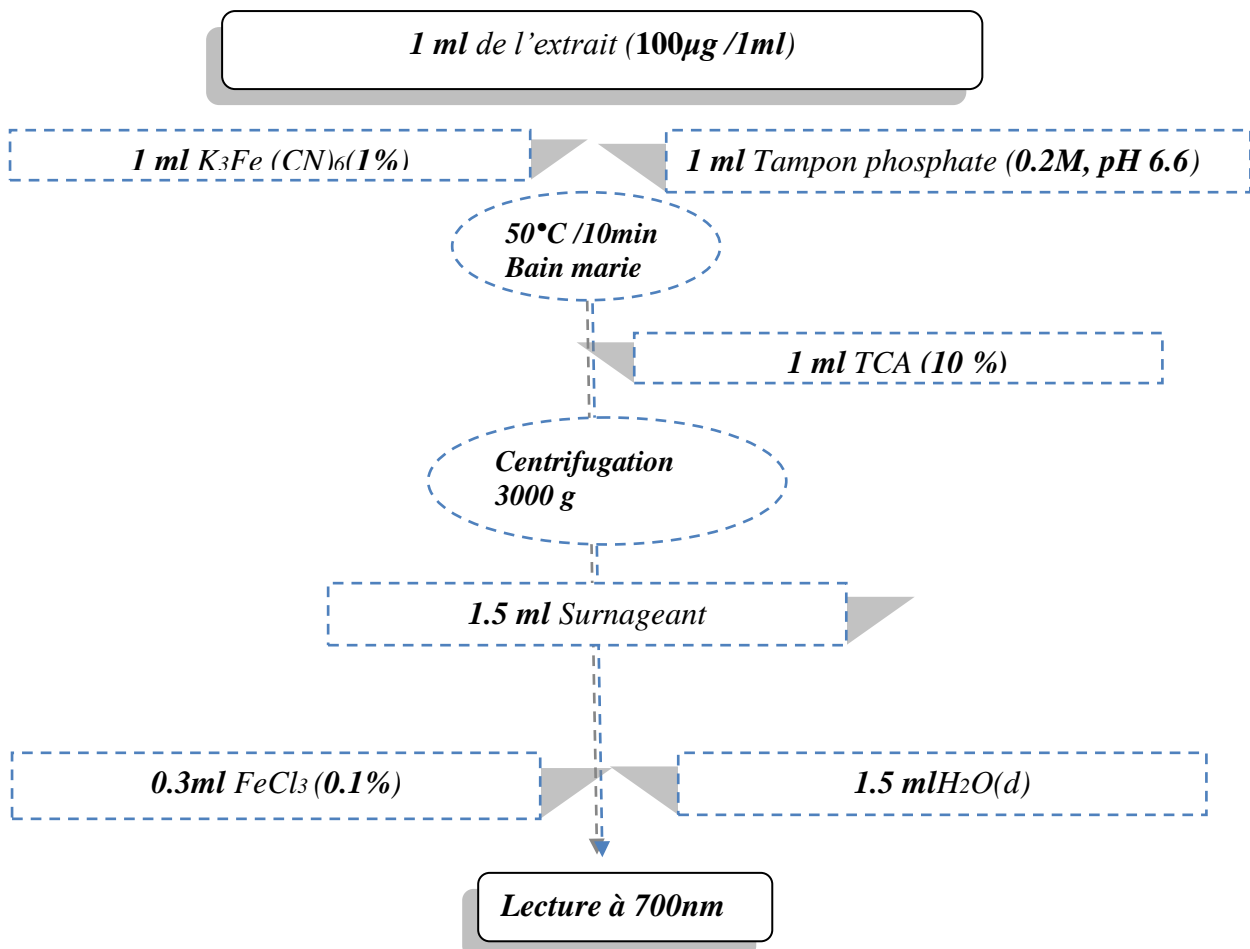 1 ml de l'extrait (100µg /1ml)
1 ml K3Fe (CN)6(1%)
1 ml Tampon phosphate (0.2M, pH 6.6)
50°C /10min
Bain marie
1 ml TCA (10 %)
Centrifugation
3000 g
1.5 ml Surnageant
0.3ml FeCl3 (0.1%)
1.5 mlH2O(d)
Lecture à 700nm